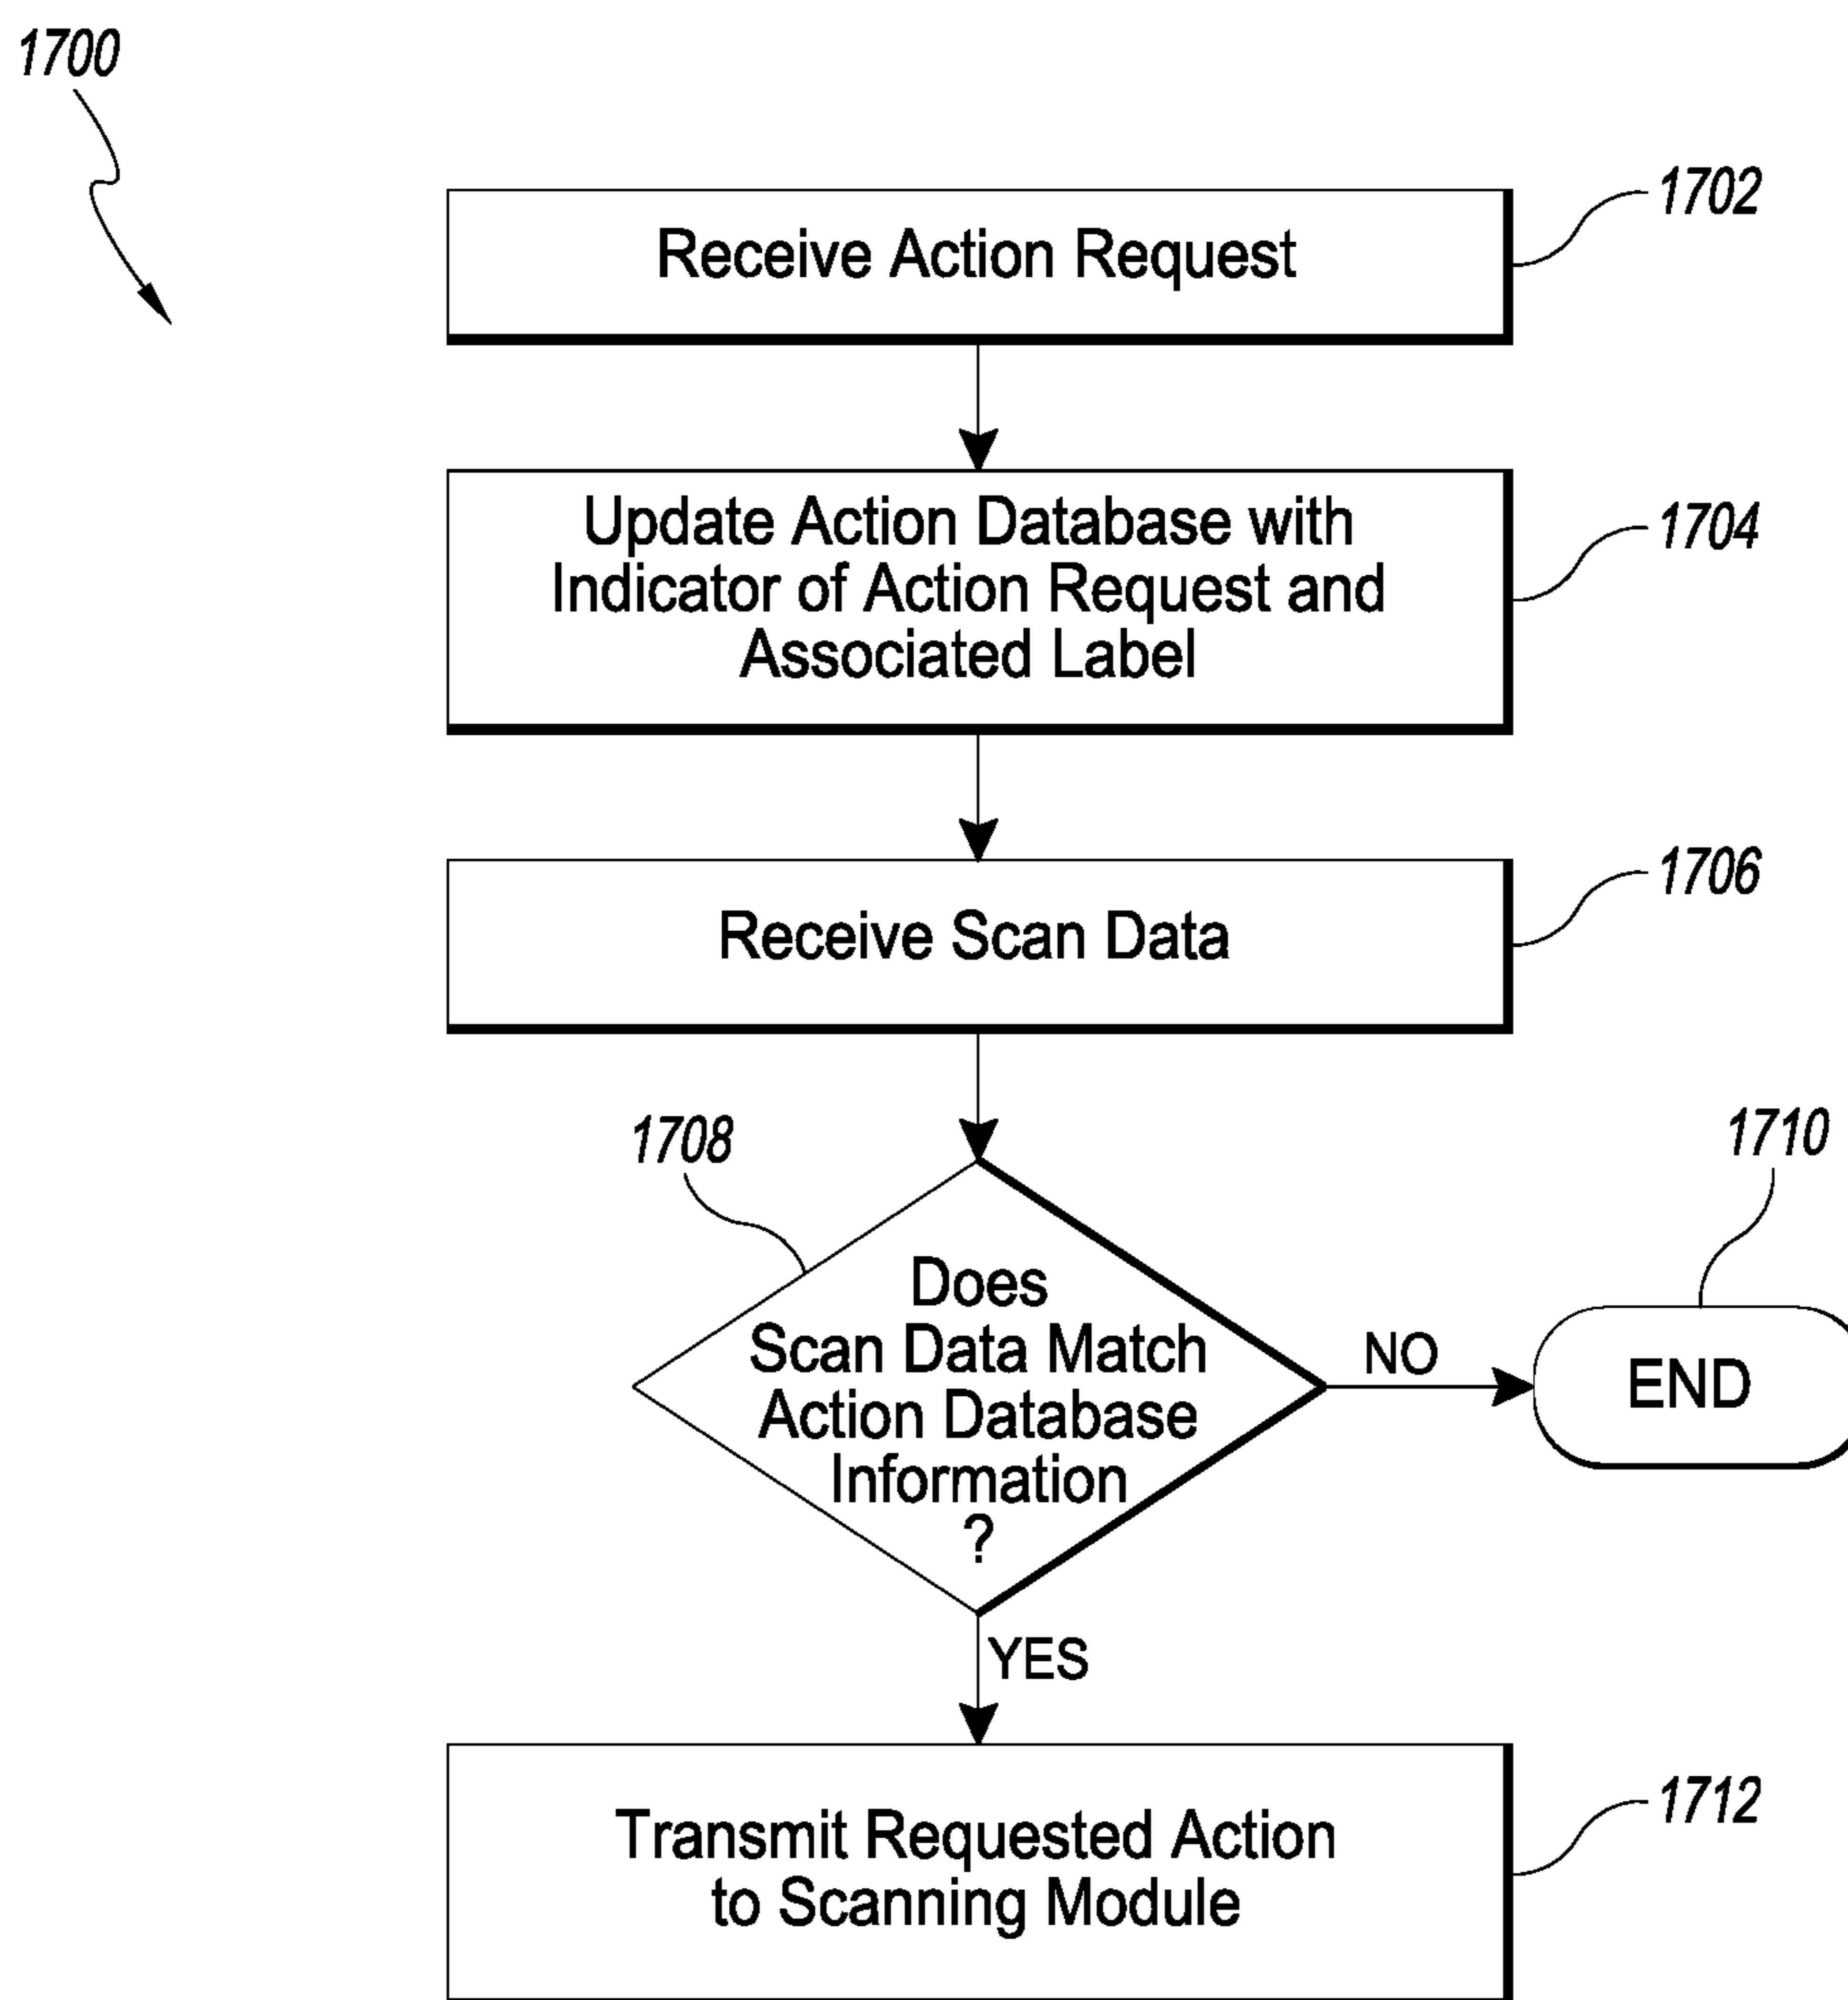 1700
Receive Action Request
1702
Update Action Database with
Indicator of Action Request and
Associated Label
1704
Receive Scan Data
1706
1708
Does
Scan Data Match
Action Database
Information
?
NO
1710
END
YES
Transmit Requested Action
to Scanning Module
1712